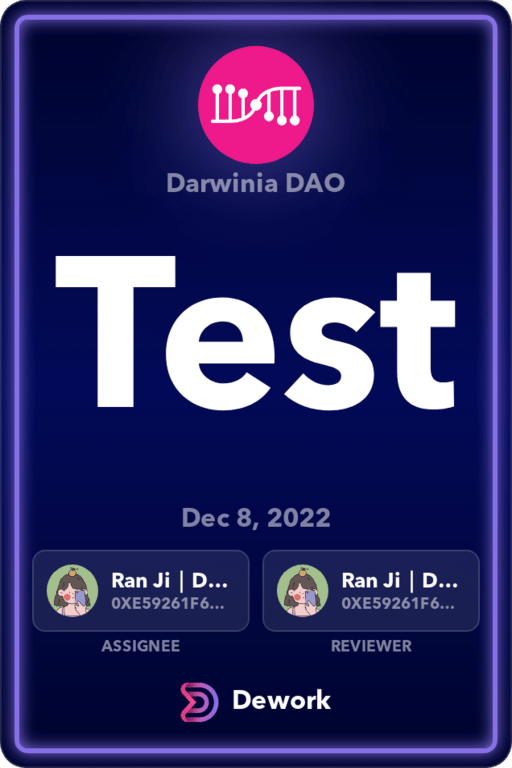 Darwinia DAO
Test
Dec 8, 2022
Ran Ji | D...
0XE59261F6...
ASSIGNEE
Ran Ji | D...
0XE59261F6...
REVIEWER
Dework